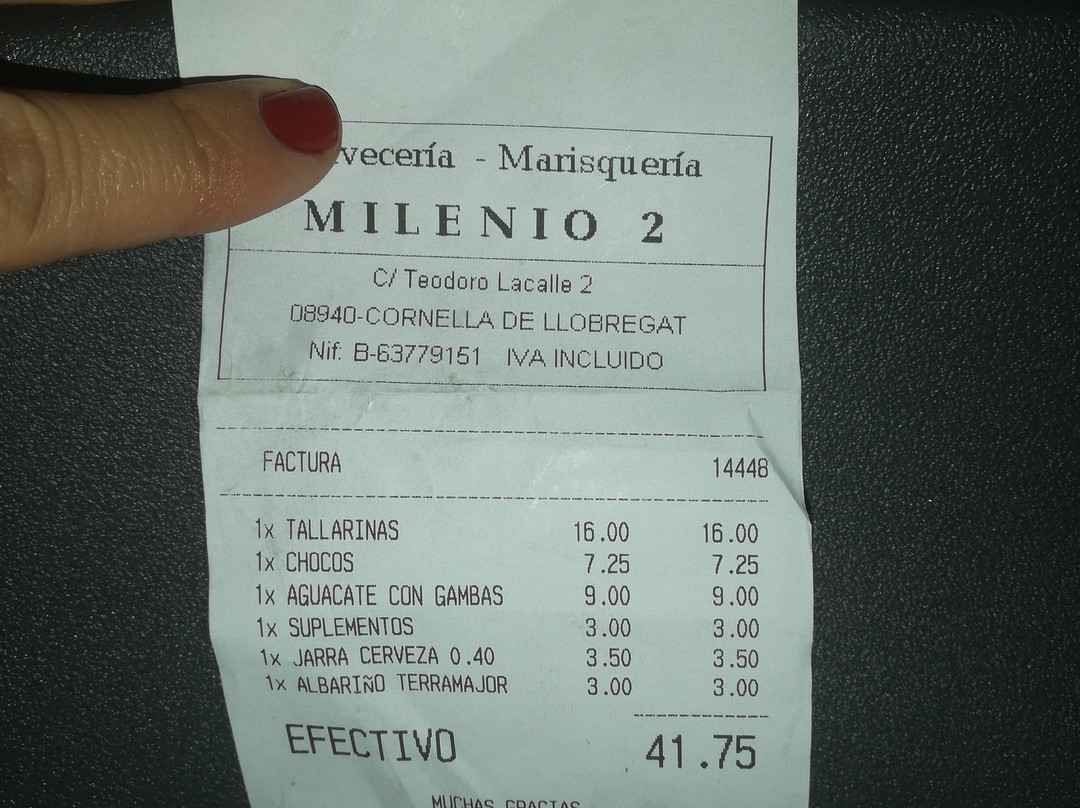 vecería - Marisquería
MILENIO 2
C/ Teodoro Lacalle 2
08940-CORNELLA DE LLOBREGAT
Nif: B-63779151 IVA INCLUIDO
FACTURA 14448
1x TALLARINAS 16.00 16.00
1x CHOCOS 7.25 7.25
1x AGUACATE CON GAMBAS 9.00 9.00
1x SUPLEMENTOS 3.00 3.00
1x JARRA CERVEZA 0.40 3.50 3.50
1x ALBARIÑO TERRAMAJOR 3.00 3.00
EFECTIVO 41.75
MUCHAS GRACIAS